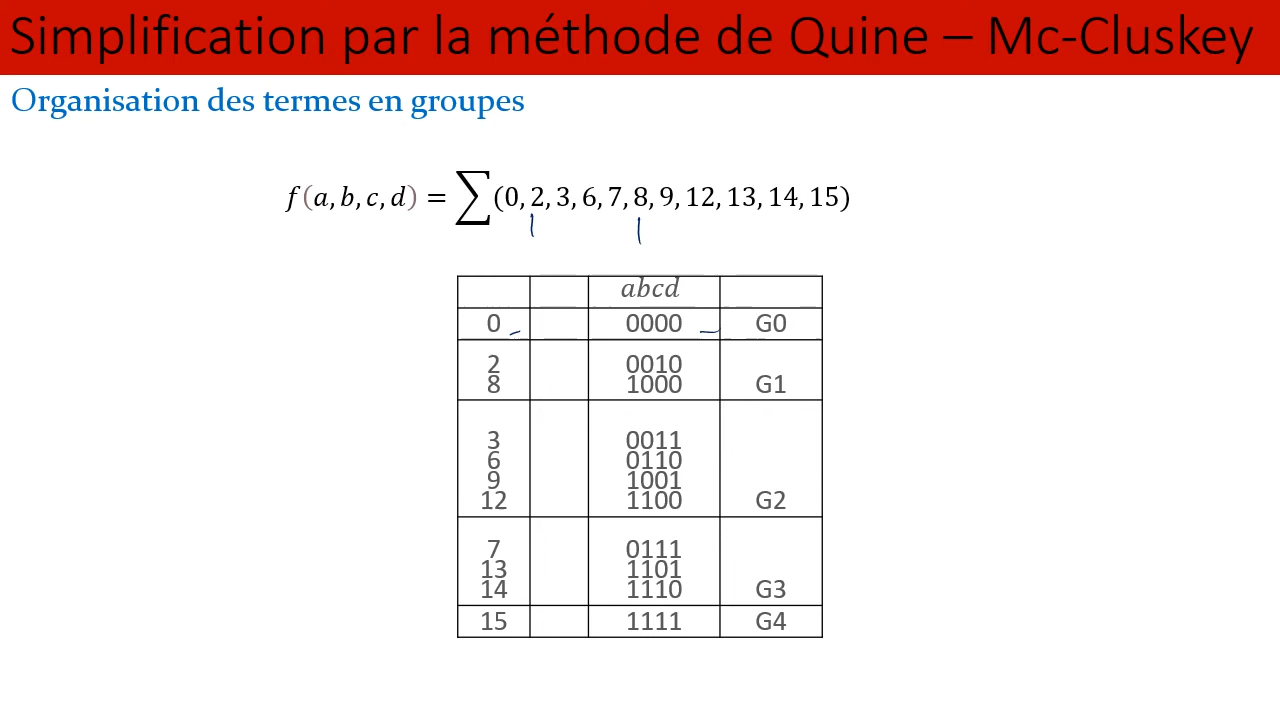 Simplification par la méthode de Quine – Mc-Cluskey
Organisation des termes en groupes
f(a, b, c, d) = ∑(0, 2, 3, 6, 7, 8, 9, 12, 13, 14, 15)
abcd
0 0000 G0
2 0010
8 1000 G1
3 0011
6 0110
9 1001
12 1100 G2
7 0111
13 1101
14 1110 G3
15 1111 G4